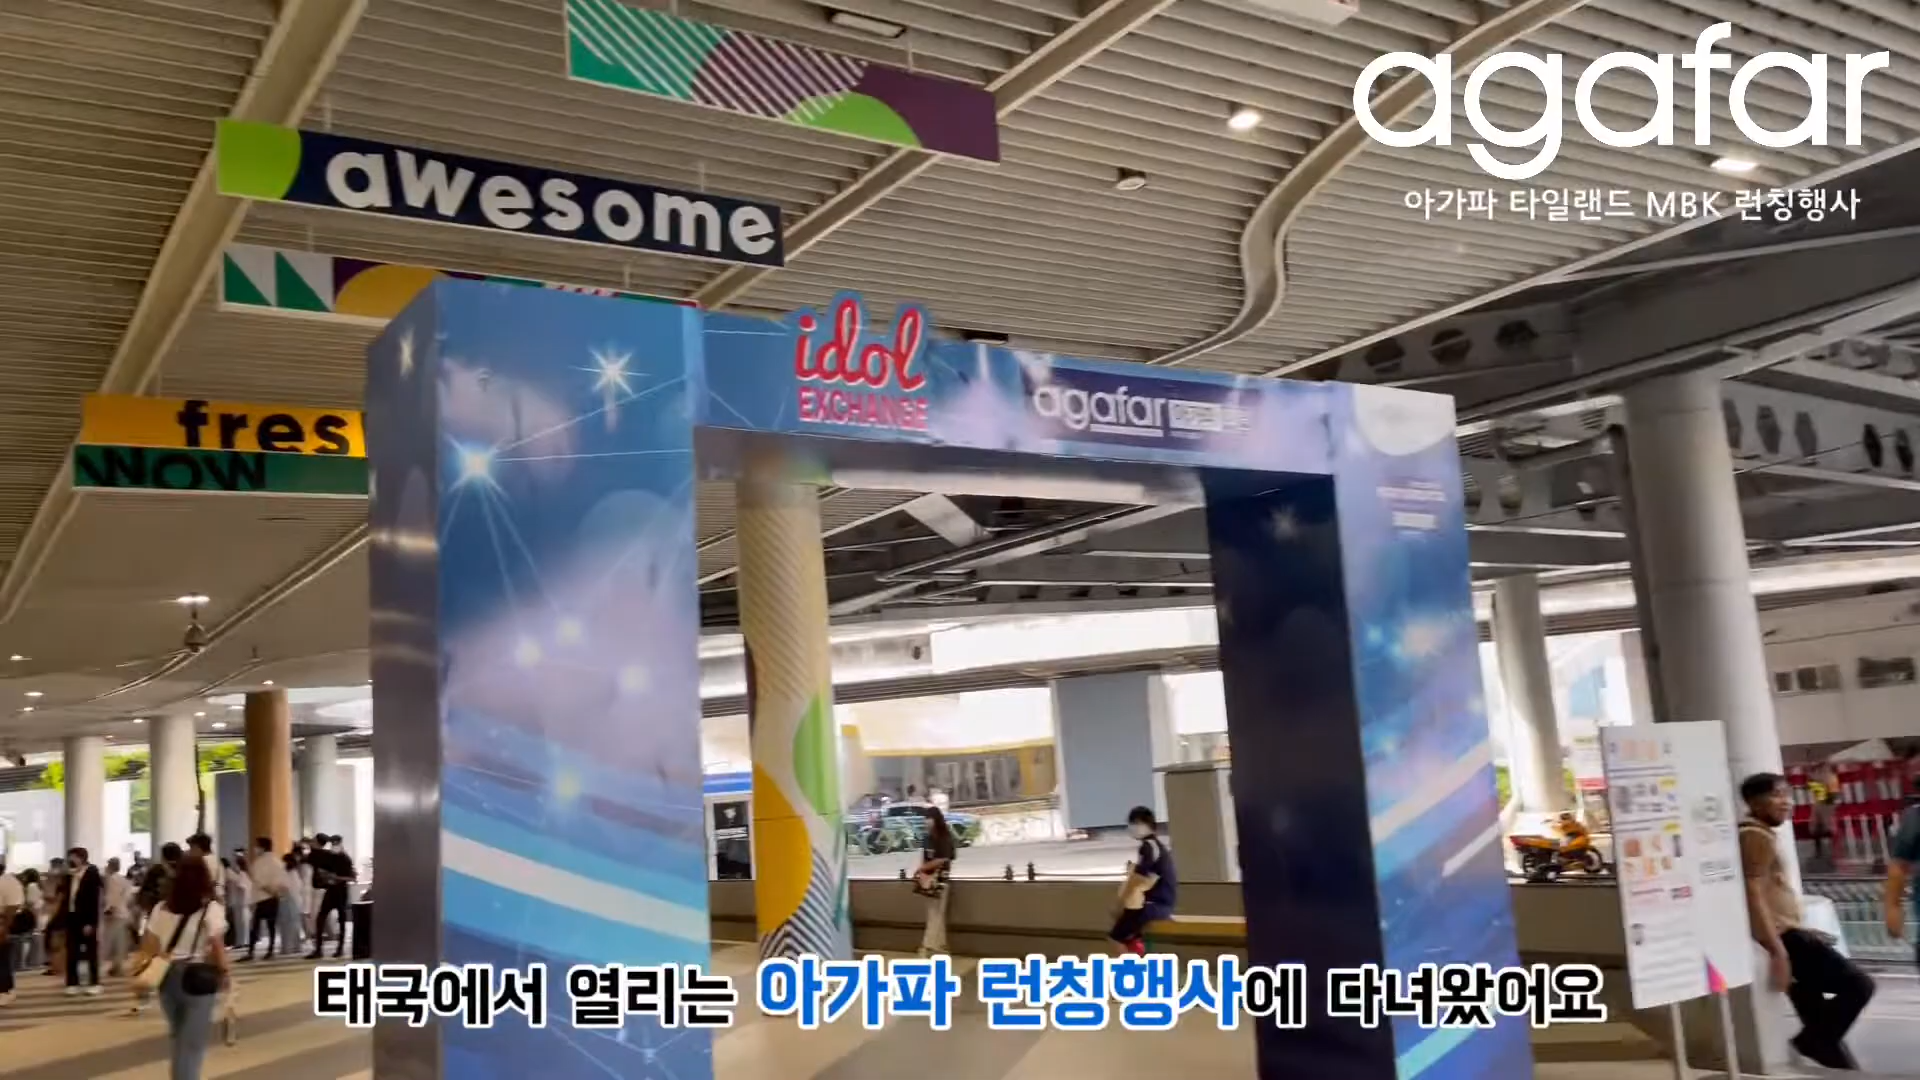 agafar
아가파 타일랜드 MBK 런칭행사
awesome
fres
wow
idol
EXCHANGE
agafar
태국에서 열리는 아가파 런칭행사에 다녀왔어요